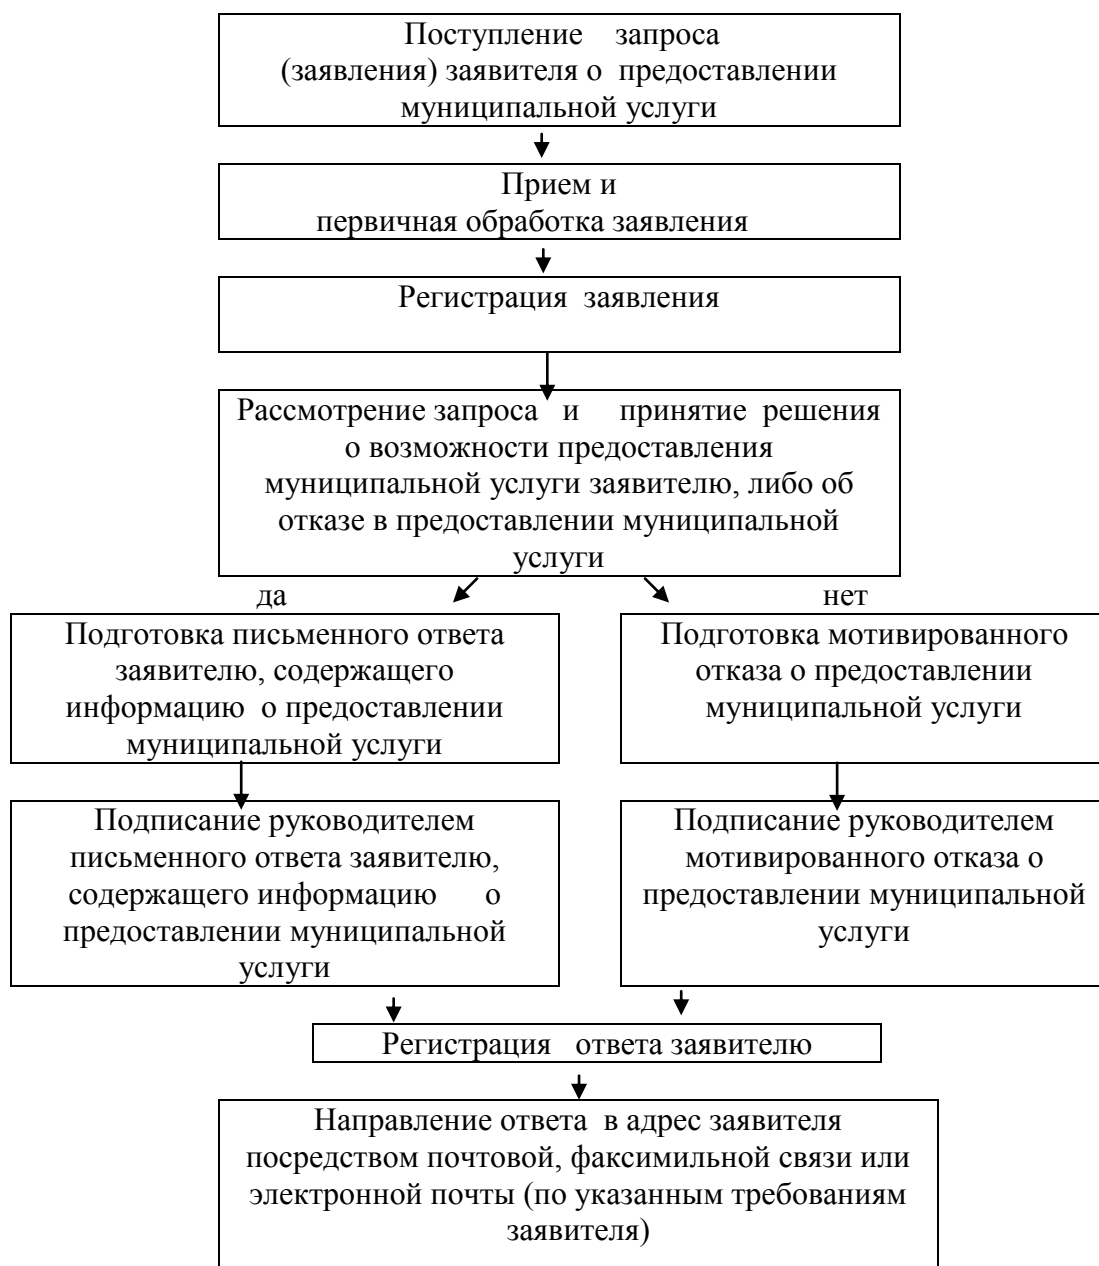 Поступление запроса
(заявления) заявителя о предоставлении
муниципальной услуги
Прием и
первичная обработка заявления
Регистрация заявления
Рассмотрение запроса и принятие решения
о возможности предоставления
муниципальной услуги заявителю, либо об
отказе в предоставлении муниципальной
услуги
да
нет
Подготовка письменного ответа
заявителю, содержащего
информацию о предоставлении
муниципальной услуги
Подготовка мотивированного
отказа о предоставлении
муниципальной услуги
Подписание руководителем
письменного ответа заявителю,
содержащего информацию о
предоставлении муниципальной
услуги
Подписание руководителем
мотивированного отказа о
предоставлении муниципальной
услуги
Регистрация ответа заявителю
Направление ответа в адрес заявителя
посредством почтовой, факсимильной связи или
электронной почты (по указанным требованиям
заявителя)